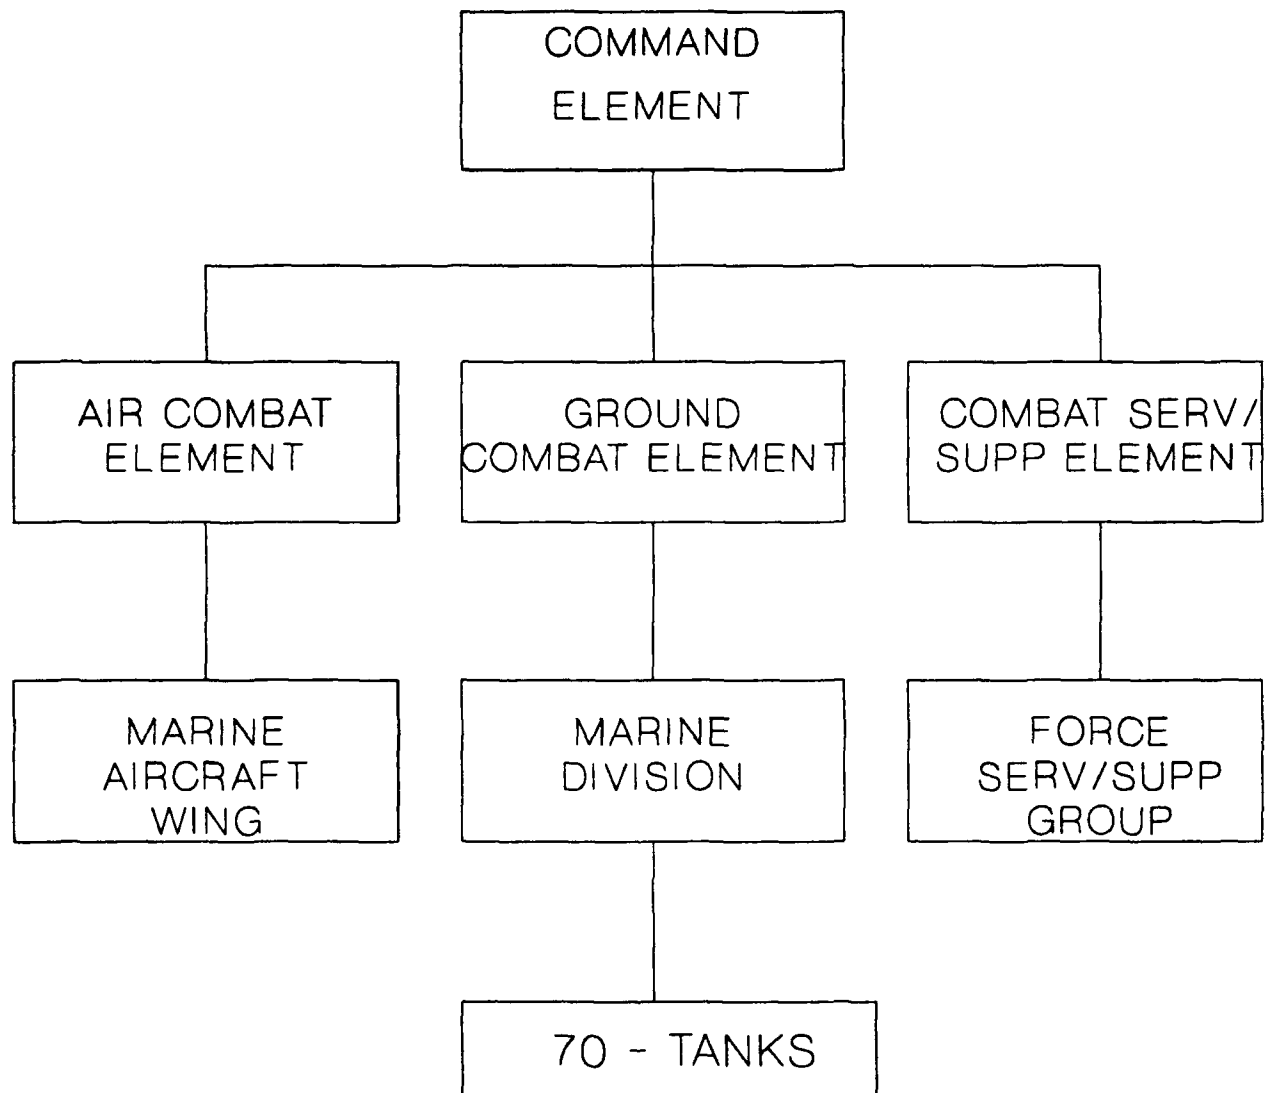 COMMAND
ELEMENT
AIR COMBAT
ELEMENT
GROUND
COMBAT ELEMENT
COMBAT SERV/
SUPP ELEMENT
MARINE
AIRCRAFT
WING
MARINE
DIVISION
FORCE
SERV/SUPP
GROUP
70 - TANKS